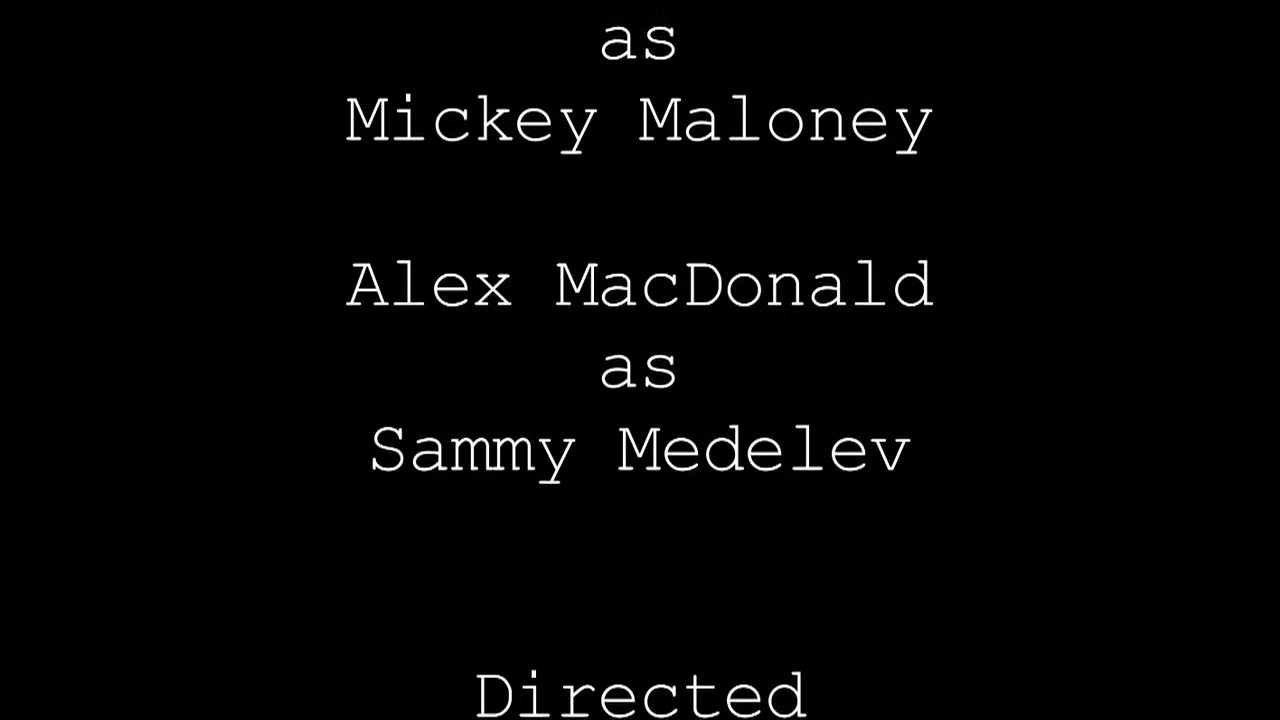 as
Mickey Maloney
Alex MacDonald
as
Sammy Medelev
Directed